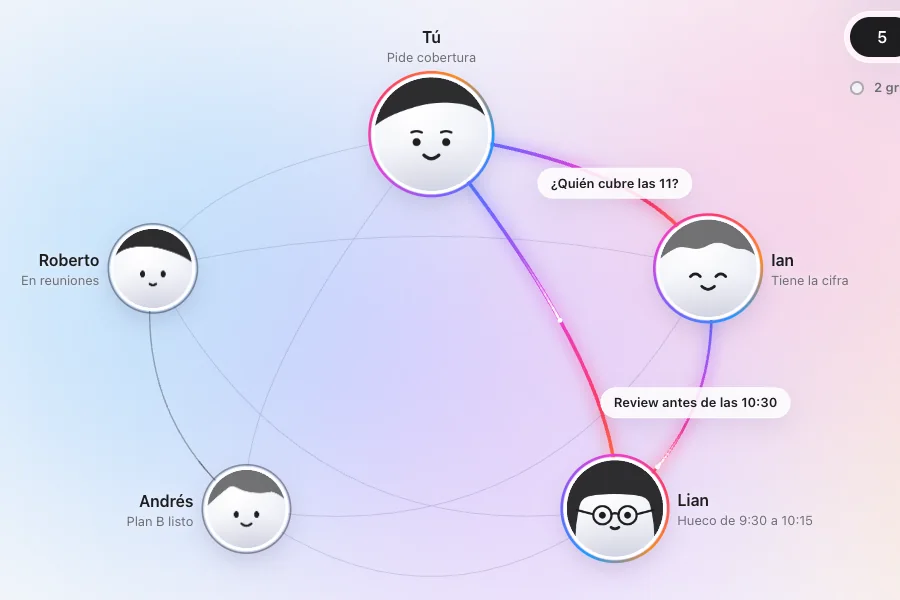 Tú
Pide cobertura
5
2 gr
¿Quién cubre las 11?
Roberto
En reuniones
Ian
Tiene la cifra
Review antes de las 10:30
Andrés
Plan B listo
Lian
Hueco de 9:30 a 10:15